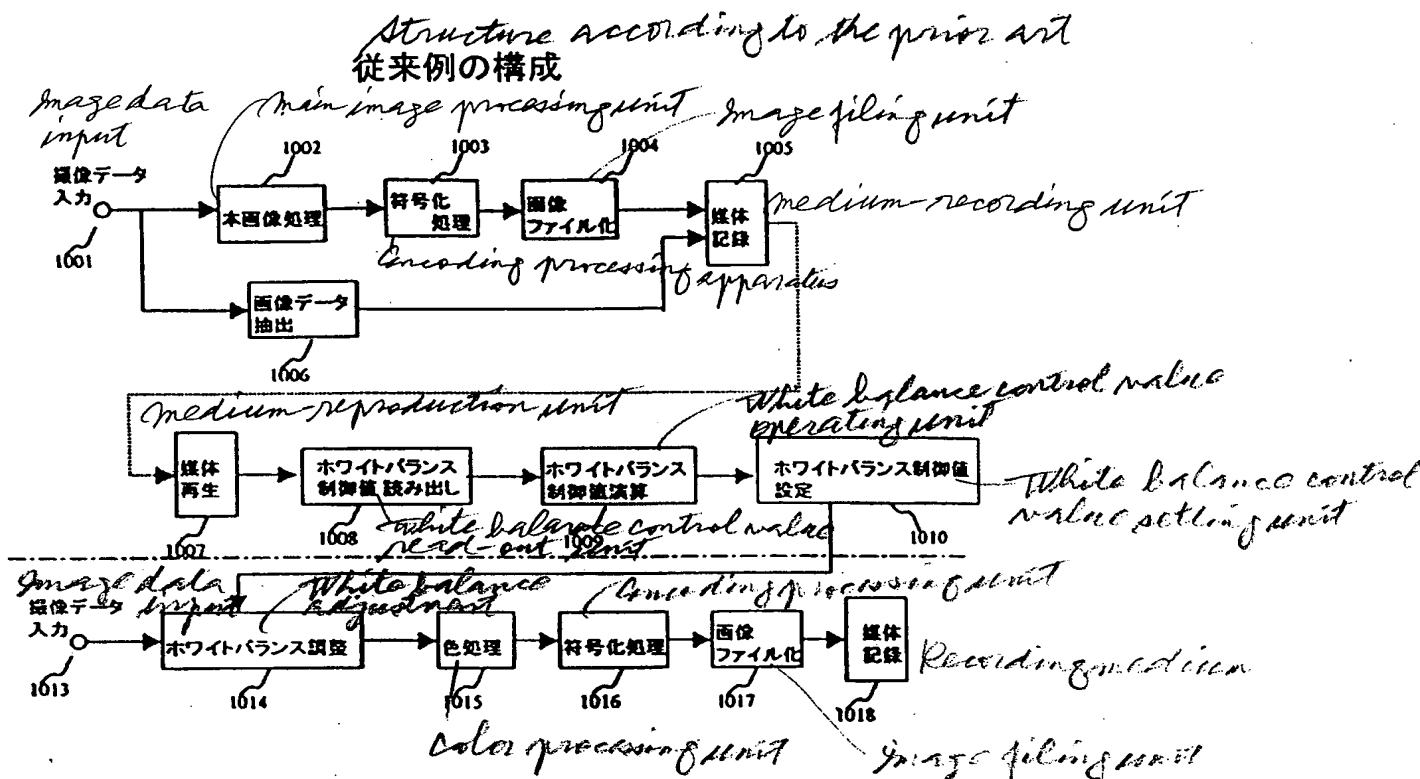 Structure according to the prior art
従来例の構成
Image data
input
Main image processing unit
Image filing unit
1002
1003
1004
1005
撮像データ
入力
本画像処理
符号化
処理
画像
ファイル化
媒体
記録
Medium-recording unit
1001
Encoding processing apparatus
画像データ
抽出
1006
Medium-reproduction unit
White balance control value
operating unit
媒体
再生
ホワイトバランス
制御値読み出し
ホワイトバランス
制御値演算
ホワイトバランス制御値
設定
White balance control
value setting unit
1007
1008
1009
1010
White balance control value
read-out unit
Image data
input
White balance
adjustment
Encoding processing unit
撮像データ
入力
ホワイトバランス調整
色処理
符号化処理
画像
ファイル化
媒体
記録
Recording medium
1013
1014
1015
1016
1017
1018
Color processing unit
Image filing unit